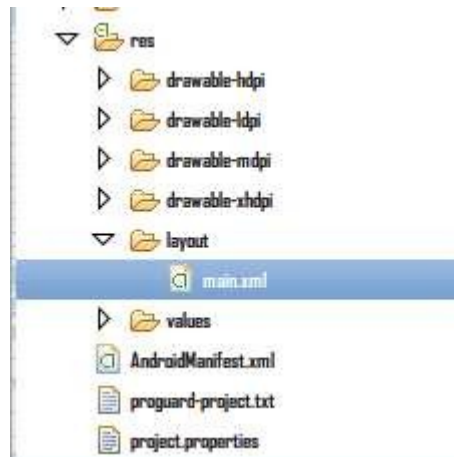 res
drawable-hdpi
drawable-ldpi
drawable-mdpi
drawable-xhdpi
layout
main.xml
values
AndroidManifest.xml
proguard-project.txt
project.properties